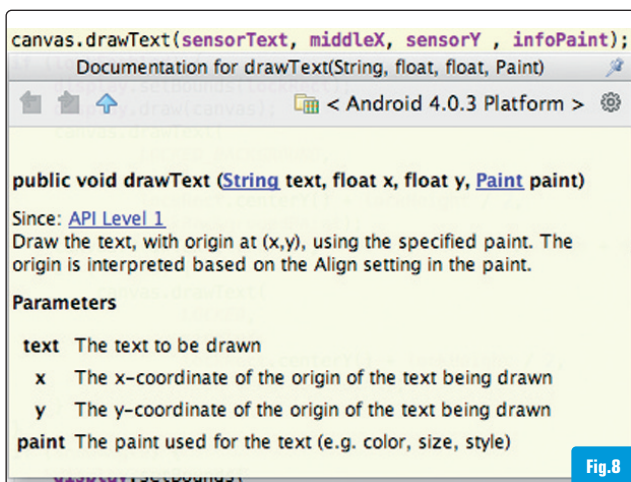 canvas.drawText(sensorText, middleX, sensorY , infoPaint);
Documentation for drawText(String, float, float, Paint)
< Android 4.0.3 Platform >
public void drawText (String text, float x, float y, Paint paint)
Since: API Level 1
Draw the text, with origin at (x,y), using the specified paint. The
origin is interpreted based on the Align setting in the paint.
Parameters
text The text to be drawn
x The x-coordinate of the origin of the text being drawn
y The y-coordinate of the origin of the text being drawn
paint The paint used for the text (e.g. color, size, style)
Fig.8